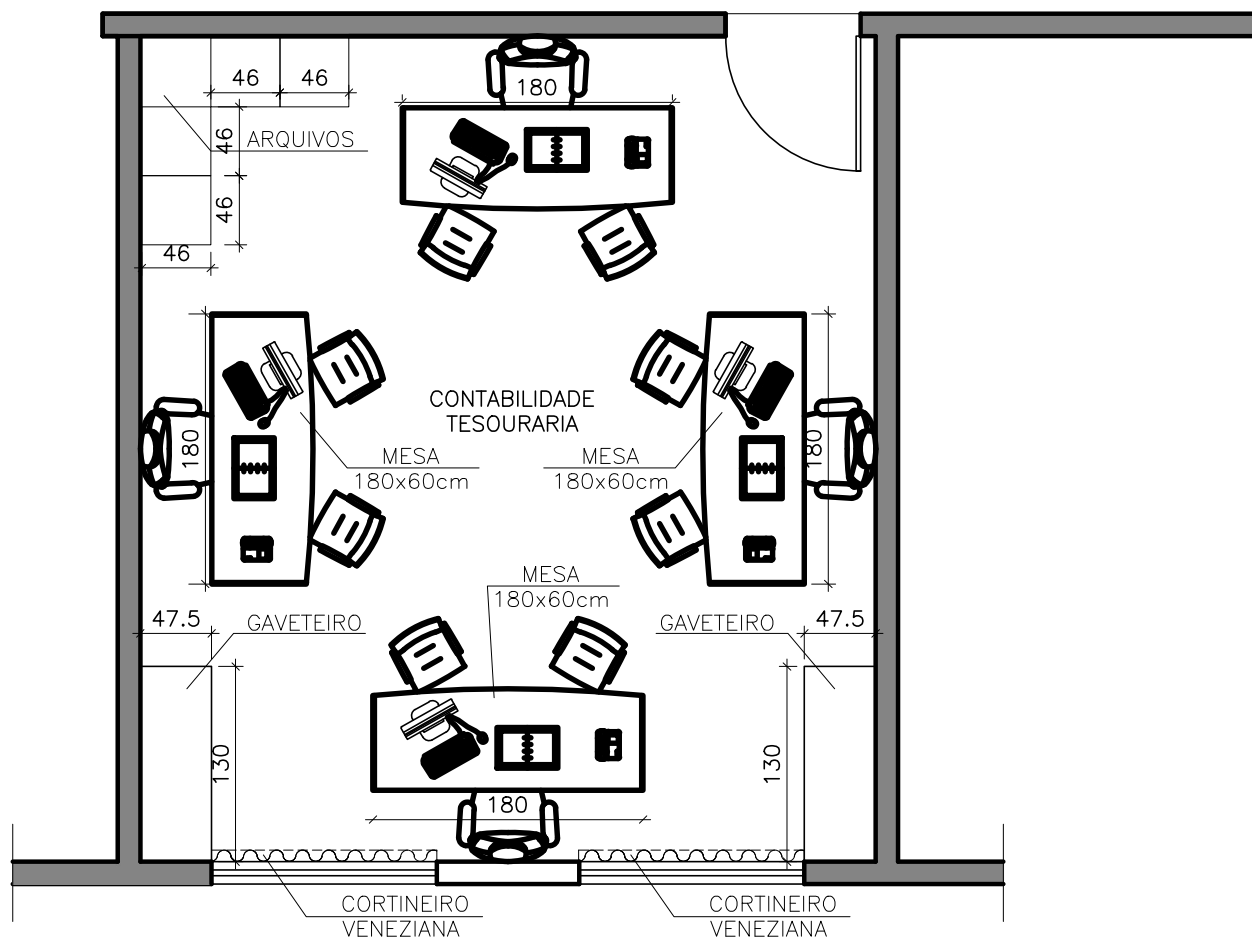 46
46
180
ARQUIVOS
46
46
46
CONTABILIDADE
TESOURARIA
180
MESA
180x60cm
MESA
180x60cm
180
MESA
180x60cm
47.5
GAVETEIRO
GAVETEIRO
47.5
130
130
180
CORTINEIRO
VENEZIANA
CORTINEIRO
VENEZIANA